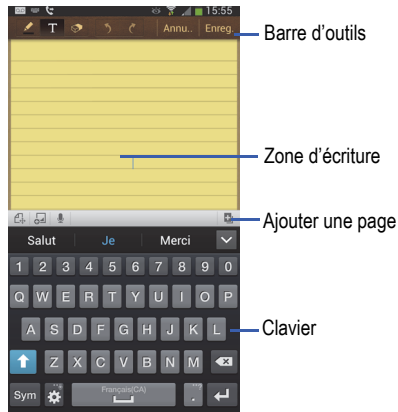 15:55
T Annu.. Enreg.
Barre d'outils
Zone d'écriture
Ajouter une page
Salut Je Merci
1 2 3 4 5 6 7 8 9 0
Q W E R T Y U I O P
A S D F G H J K L
Clavier
Z X C V B N M
Sym Français(CA) .